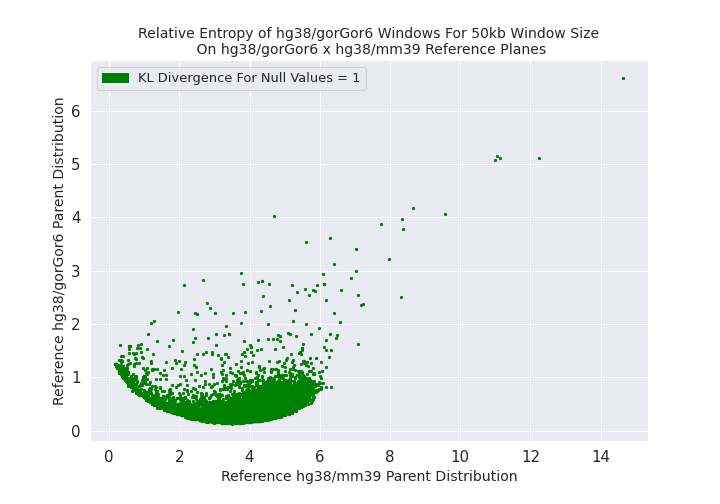 Relative Entropy of hg38/gorGor6 Windows For 50kb Window Size
On hg38/gorGor6 x hg38/mm39 Reference Planes
KL Divergence For Null Values = 1
Reference hg38/gorGor6 Parent Distribution
6
5
4
3
2
1
0
0 2 4 6 8 10 12 14
Reference hg38/mm39 Parent Distribution